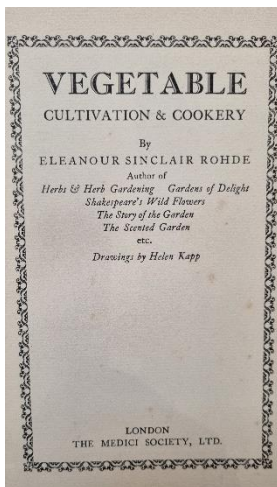 VEGETABLE
CULTIVATION & COOKERY
By
ELEANOUR SINCLAIR ROHDE
Author of
Herbs & Herb Gardening Gardens of Delight
Shakespeare's Wild Flowers
The Story of the Garden
The Scented Garden
etc.
Drawings by Helen Kapp
LONDON
THE MEDICI SOCIETY, LTD.